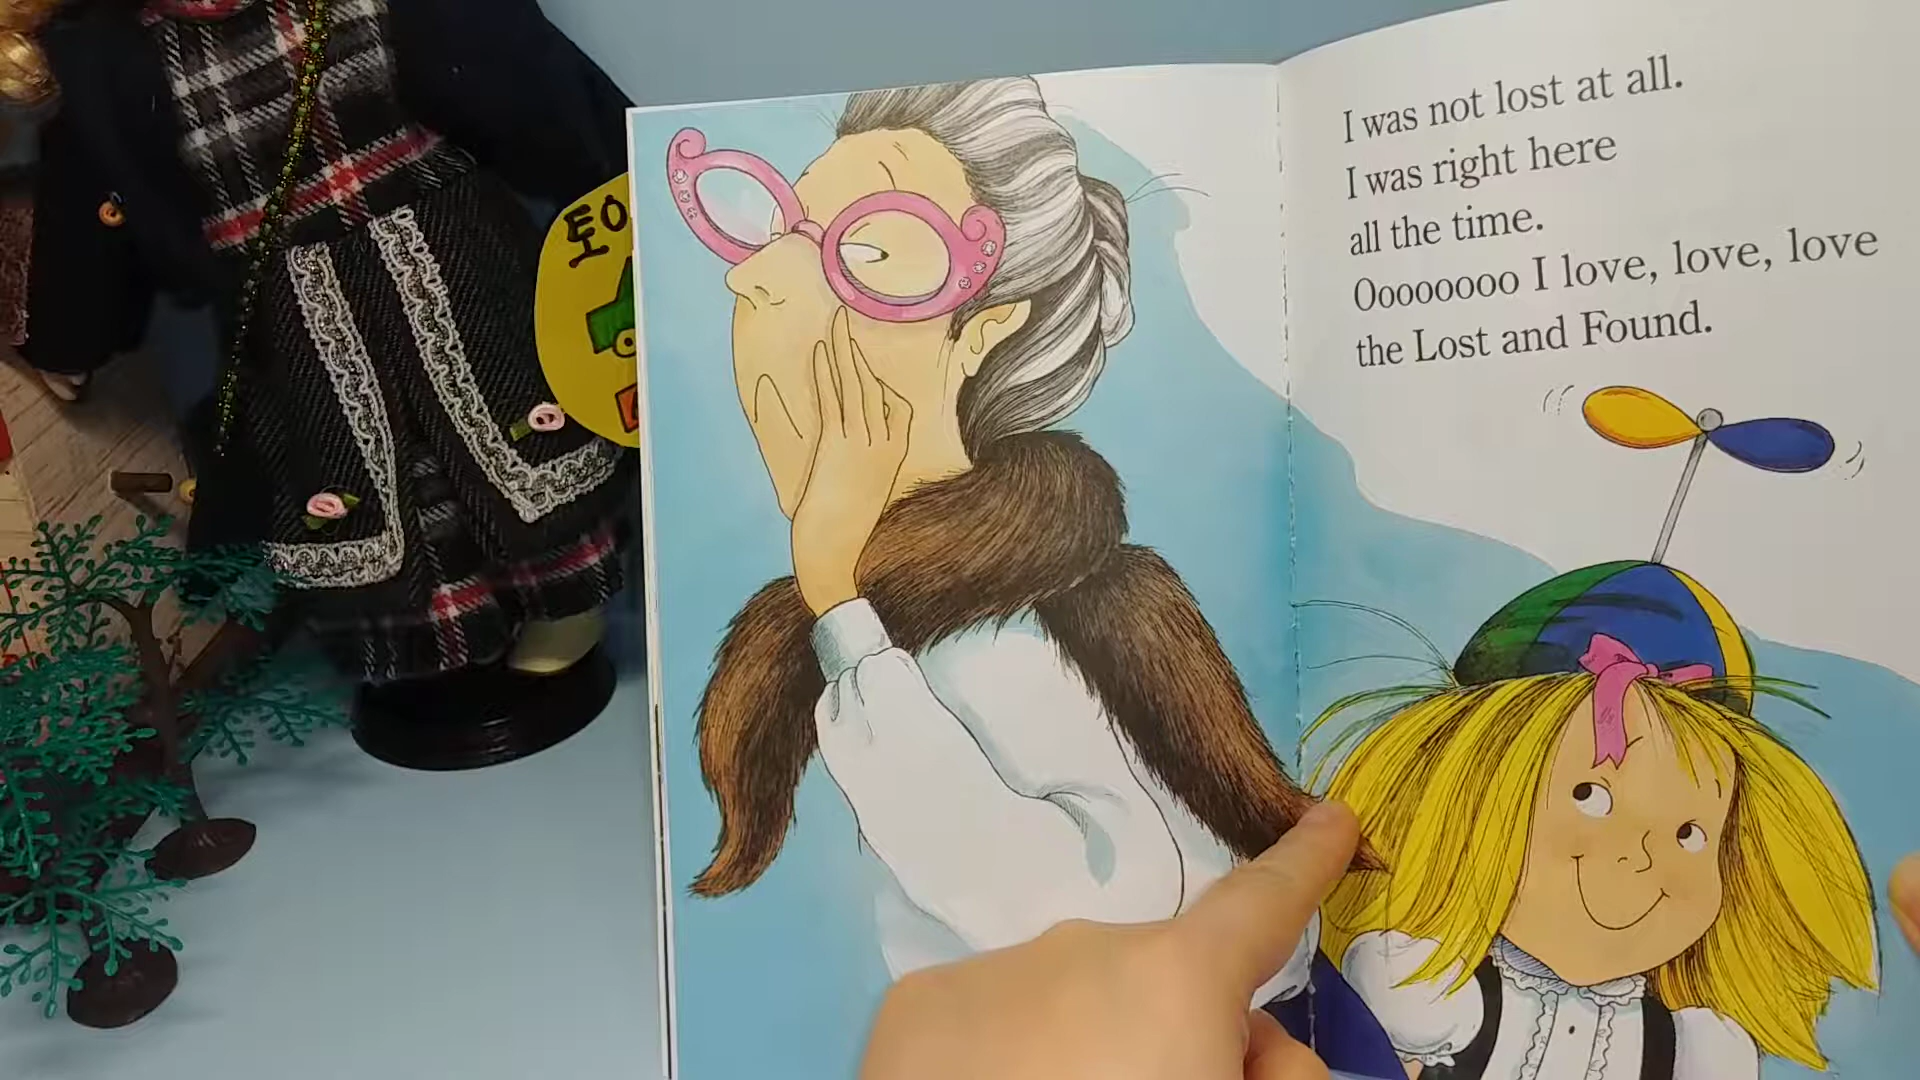 I was not lost at all.
I was right here
all the time.
Oooooooo I love, love, love
the Lost and Found.